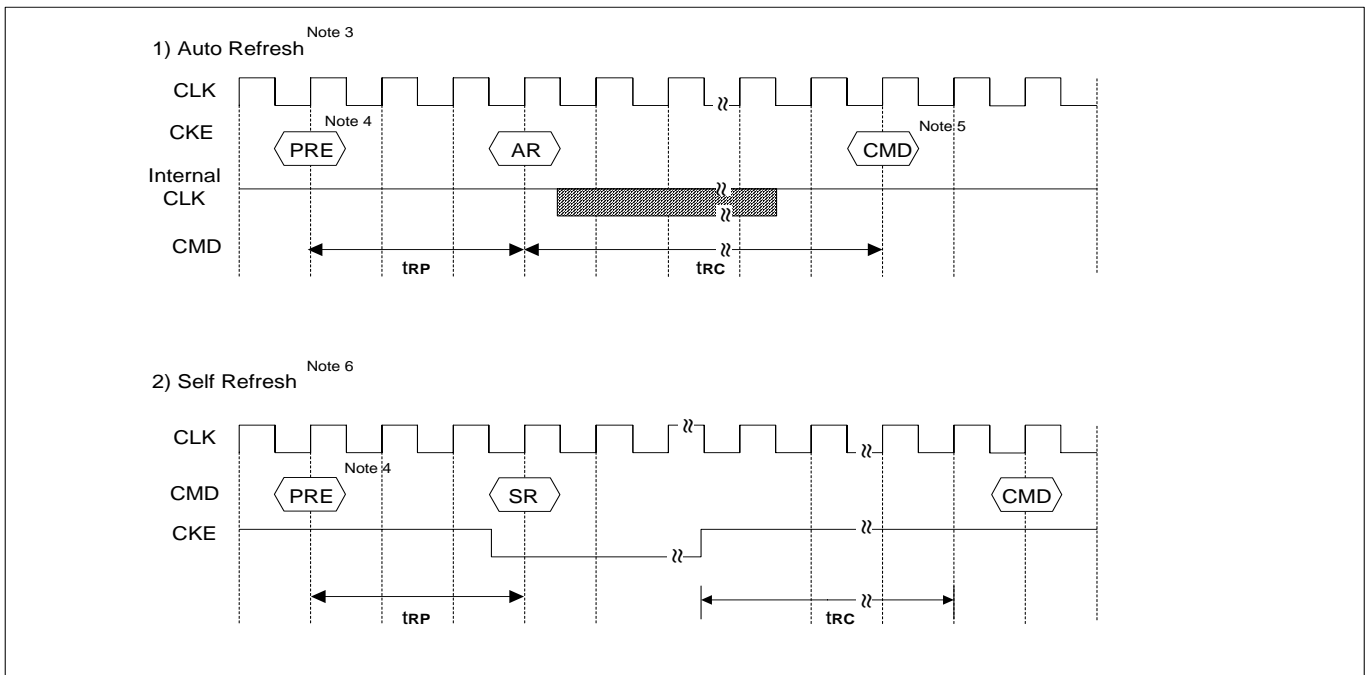 1) Auto Refresh Note 3
CLK
CKE
Note 4
Note 5
PRE
AR
CMD
Internal
CLK
CMD
tRP
tRC
2) Self Refresh Note 6
CLK
Note 4
CMD
PRE
SR
CMD
CKE
tRP
tRC